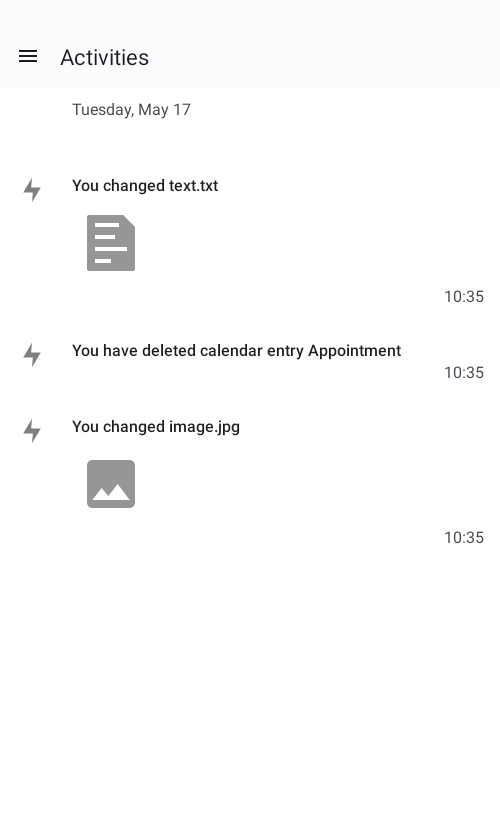 Activities
Tuesday, May 17
You changed text.txt
10:35
You have deleted calendar entry Appointment
10:35
You changed image.jpg
10:35